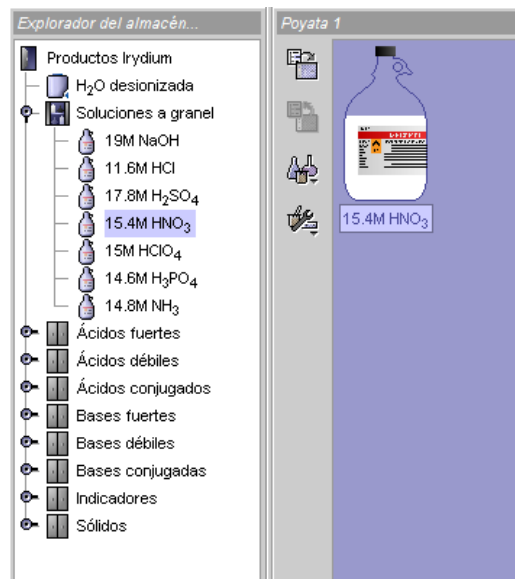 Explorador del almacén...
Productos Irydium
H₂O desionizada
Soluciones a granel
19M NaOH
11.6M HCl
17.8M H₂SO₄
15.4M HNO₃
15M HClO₄
14.6M H₃PO₄
14.8M NH₃
Ácidos fuertes
Ácidos débiles
Ácidos conjugados
Bases fuertes
Bases débiles
Bases conjugadas
Indicadores
Sólidos
Poyata 1
15.4M HNO₃